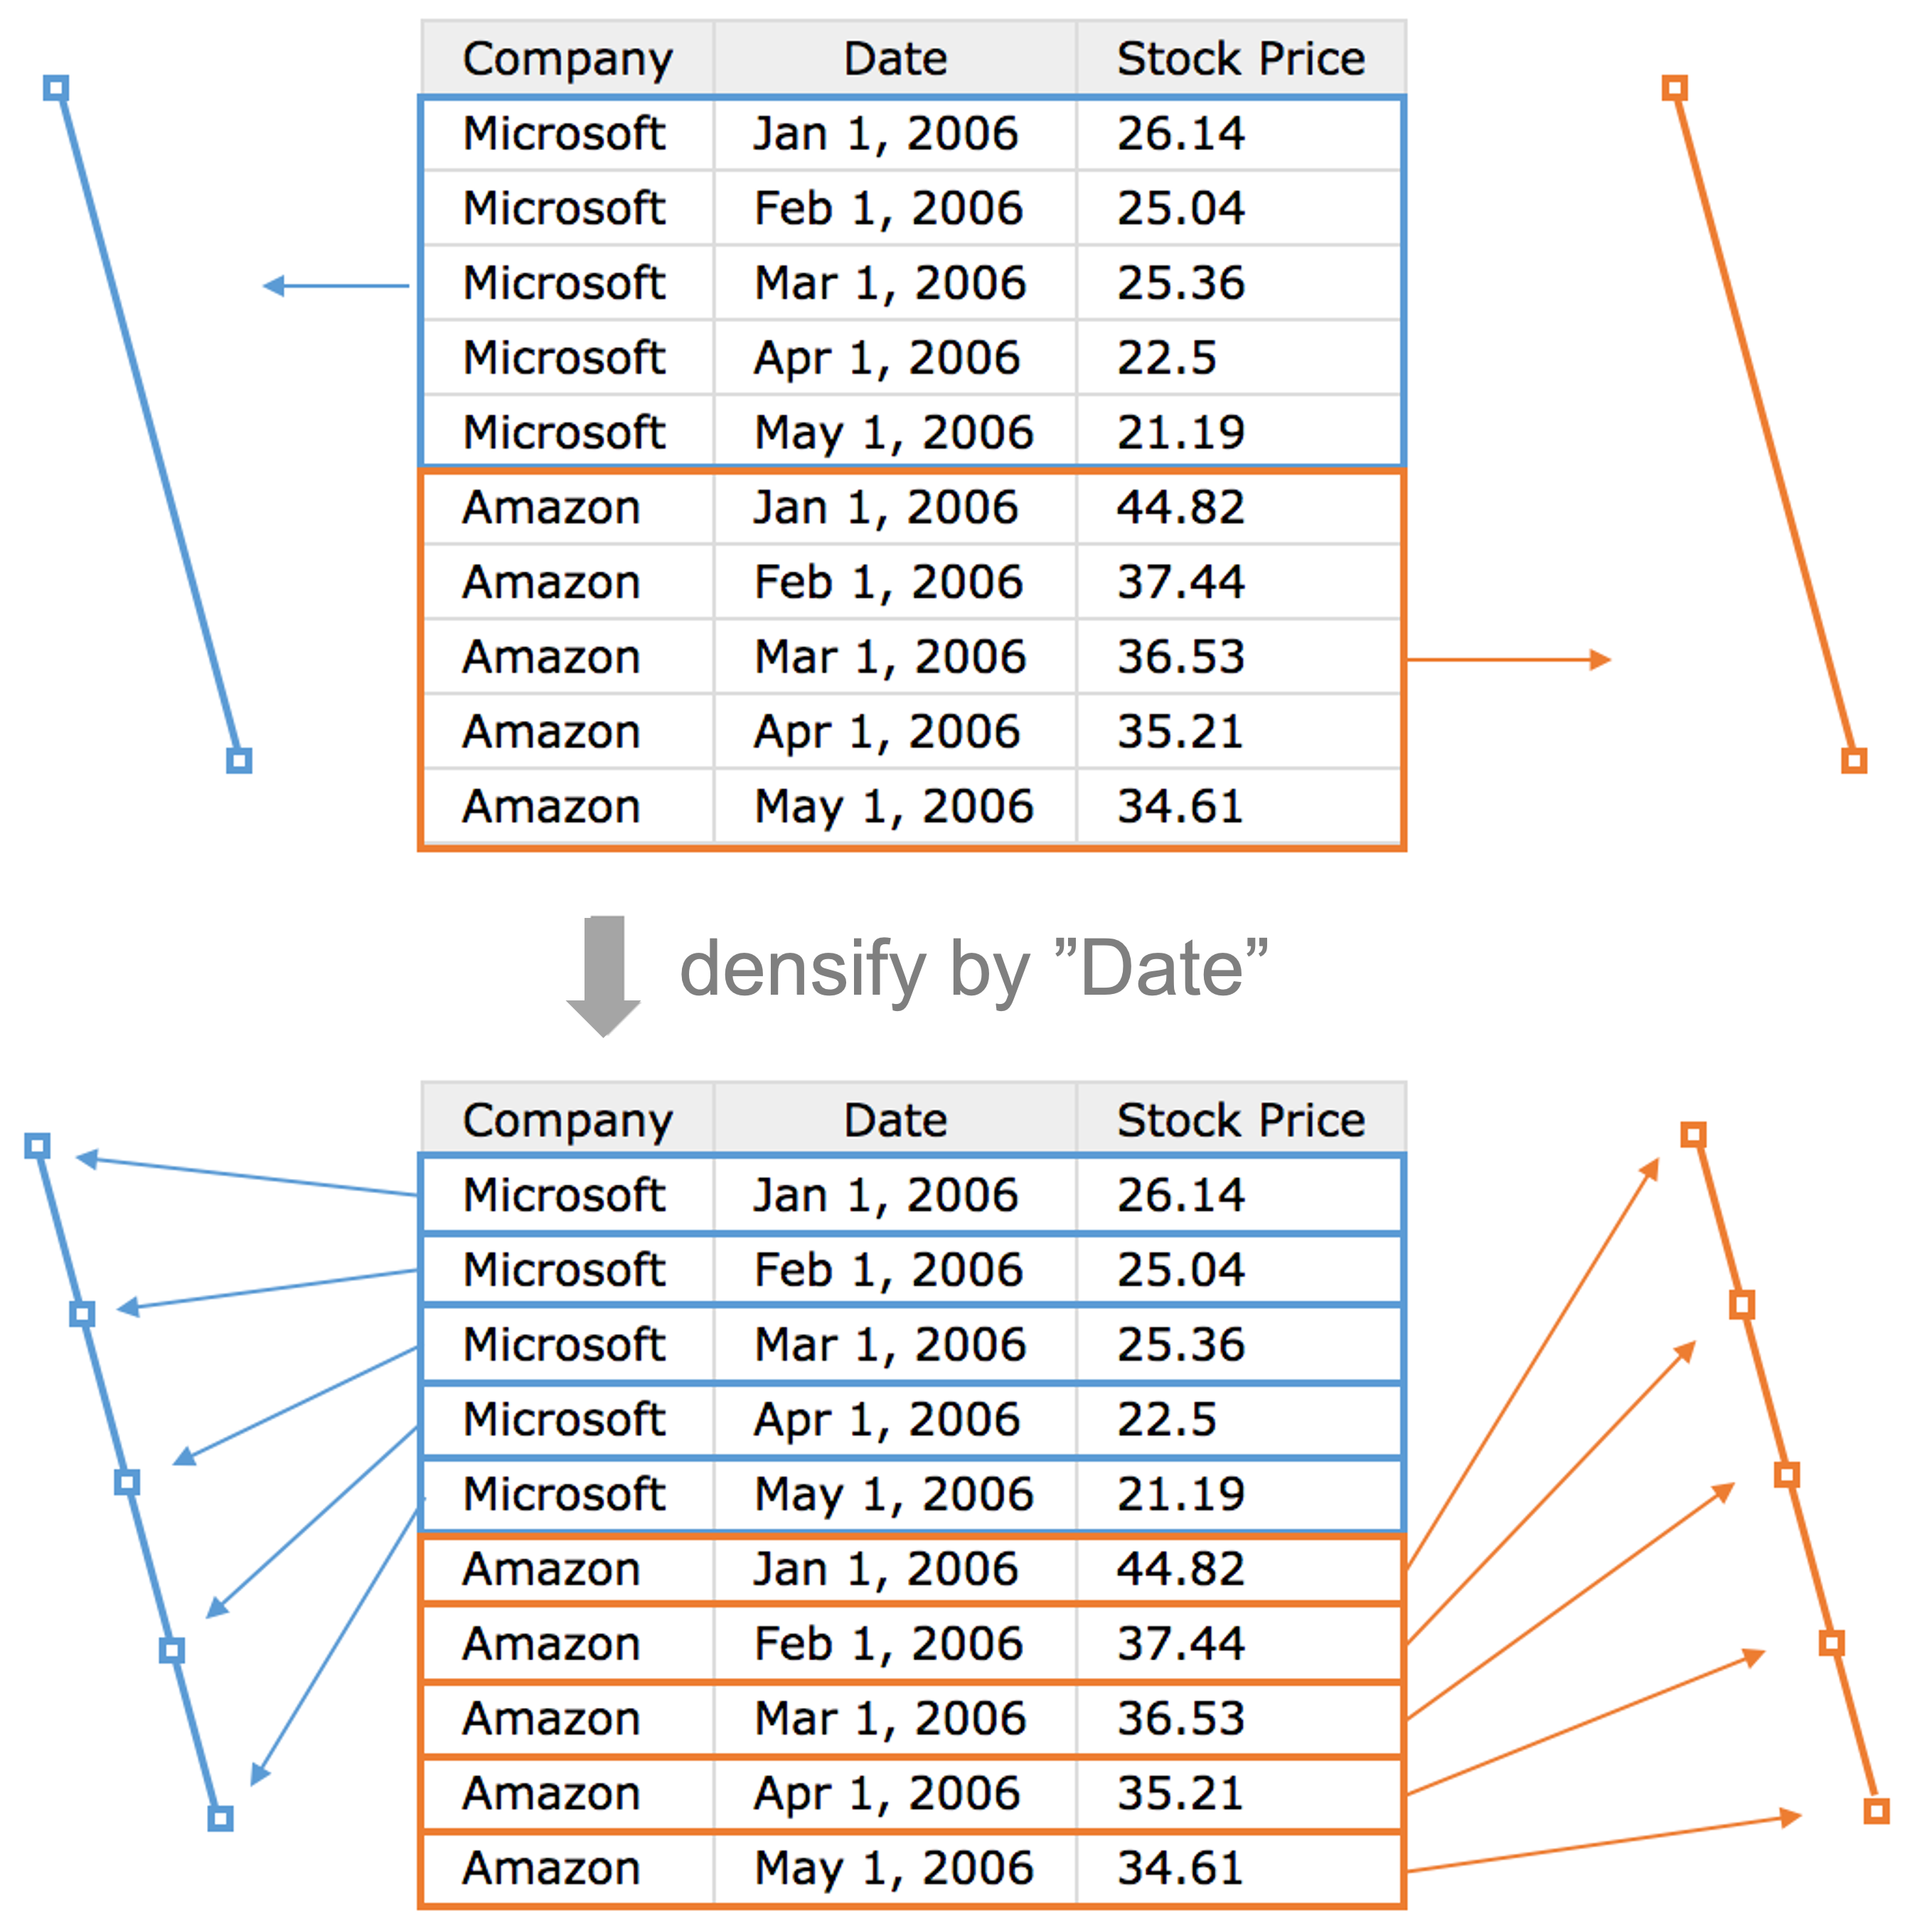 Company Date Stock Price
Microsoft Jan 1, 2006 26.14
Microsoft Feb 1, 2006 25.04
Microsoft Mar 1, 2006 25.36
Microsoft Apr 1, 2006 22.5
Microsoft May 1, 2006 21.19
Amazon Jan 1, 2006 44.82
Amazon Feb 1, 2006 37.44
Amazon Mar 1, 2006 36.53
Amazon Apr 1, 2006 35.21
Amazon May 1, 2006 34.61
densify by ”Date”
Company Date Stock Price
Microsoft Jan 1, 2006 26.14
Microsoft Feb 1, 2006 25.04
Microsoft Mar 1, 2006 25.36
Microsoft Apr 1, 2006 22.5
Microsoft May 1, 2006 21.19
Amazon Jan 1, 2006 44.82
Amazon Feb 1, 2006 37.44
Amazon Mar 1, 2006 36.53
Amazon Apr 1, 2006 35.21
Amazon May 1, 2006 34.61